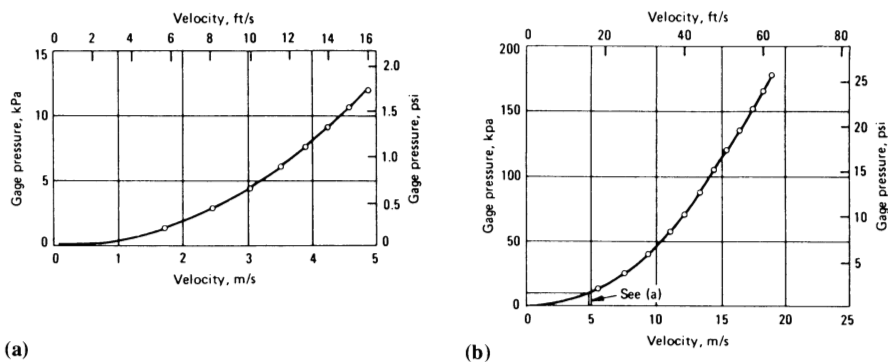 Velocity, ft/s
0 2 4 6 8 10 12 14 16
15
10
5
0
Gage pressure, kPa
2.0
1.5
1.0
0.5
0
Gage pressure, psi
0 1 2 3 4 5
Velocity, m/s
(a)
Velocity, ft/s
0 20 40 60 80
200
150
100
50
0
Gage pressure, kpa
25
20
15
10
5
Gage pressure, psi
See (a)
0 5 10 15 20 25
Velocity, m/s
(b)